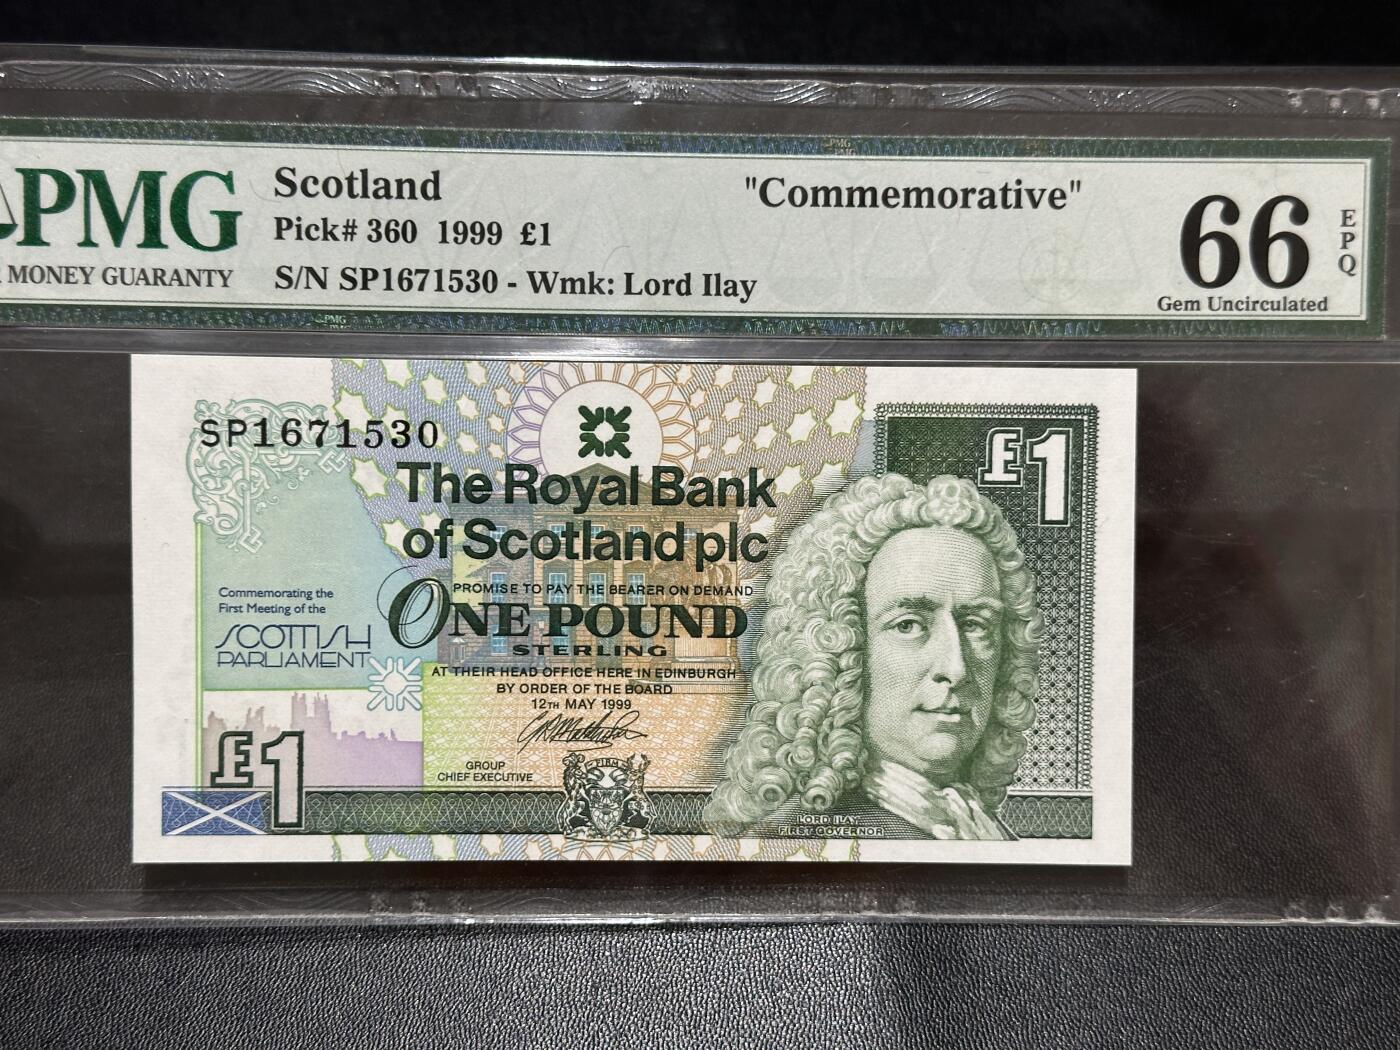 PMG
MONEY GUARANTY
Scotland
"Commemorative"
Pick# 360 1999 £1
S/N SP1671530 - Wmk: Lord Ilay
66
EPQ
Gem Uncirculated
SP1671530
£1
The Royal Bank
of Scotland plc
PROMISE TO PAY THE BEARER ON DEMAND
ONE POUND
STERLING
AT THEIR HEAD OFFICE HERE IN EDINBURGH
BY ORDER OF THE BOARD
12TH MAY 1999
GROUP
CHIEF EXECUTIVE
Commemorating the
First Meeting of the
SCOTTISH
PARLIAMENT
£1
FIRM
LORD ILAY
FIRST GOVERNOR